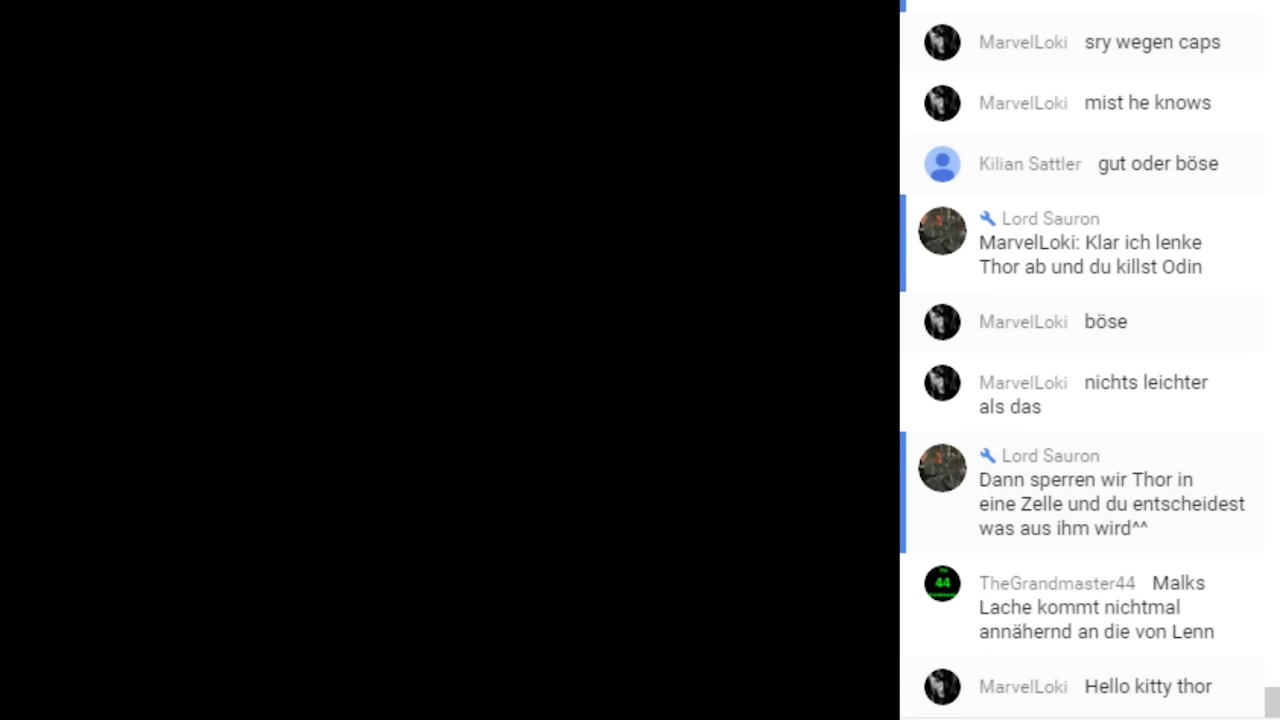 MarvelLoki sry wegen caps
MarvelLoki mist he knows
Kilian Sattler gut oder böse
Lord Sauron
MarvelLoki: Klar ich lenke
Thor ab und du killst Odin
MarvelLoki böse
MarvelLoki nichts leichter
als das
Lord Sauron
Dann sperren wir Thor in
eine Zelle und du entscheidest
was aus ihm wird^^
44
TheGrandmaster44 Malks
Lache kommt nichtmal
annähernd an die von Lenn
MarvelLoki Hello kitty thor